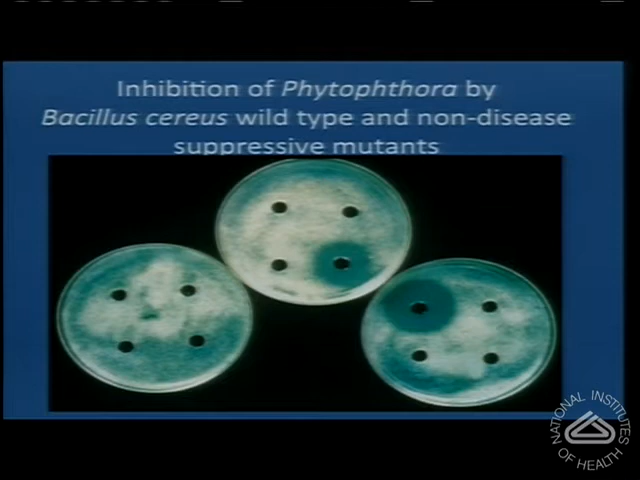 Inhibition of Phytophthora by
Bacillus cereus wild type and non-disease
suppressive mutants
NATIONAL INSTITUTES
OF HEALTH